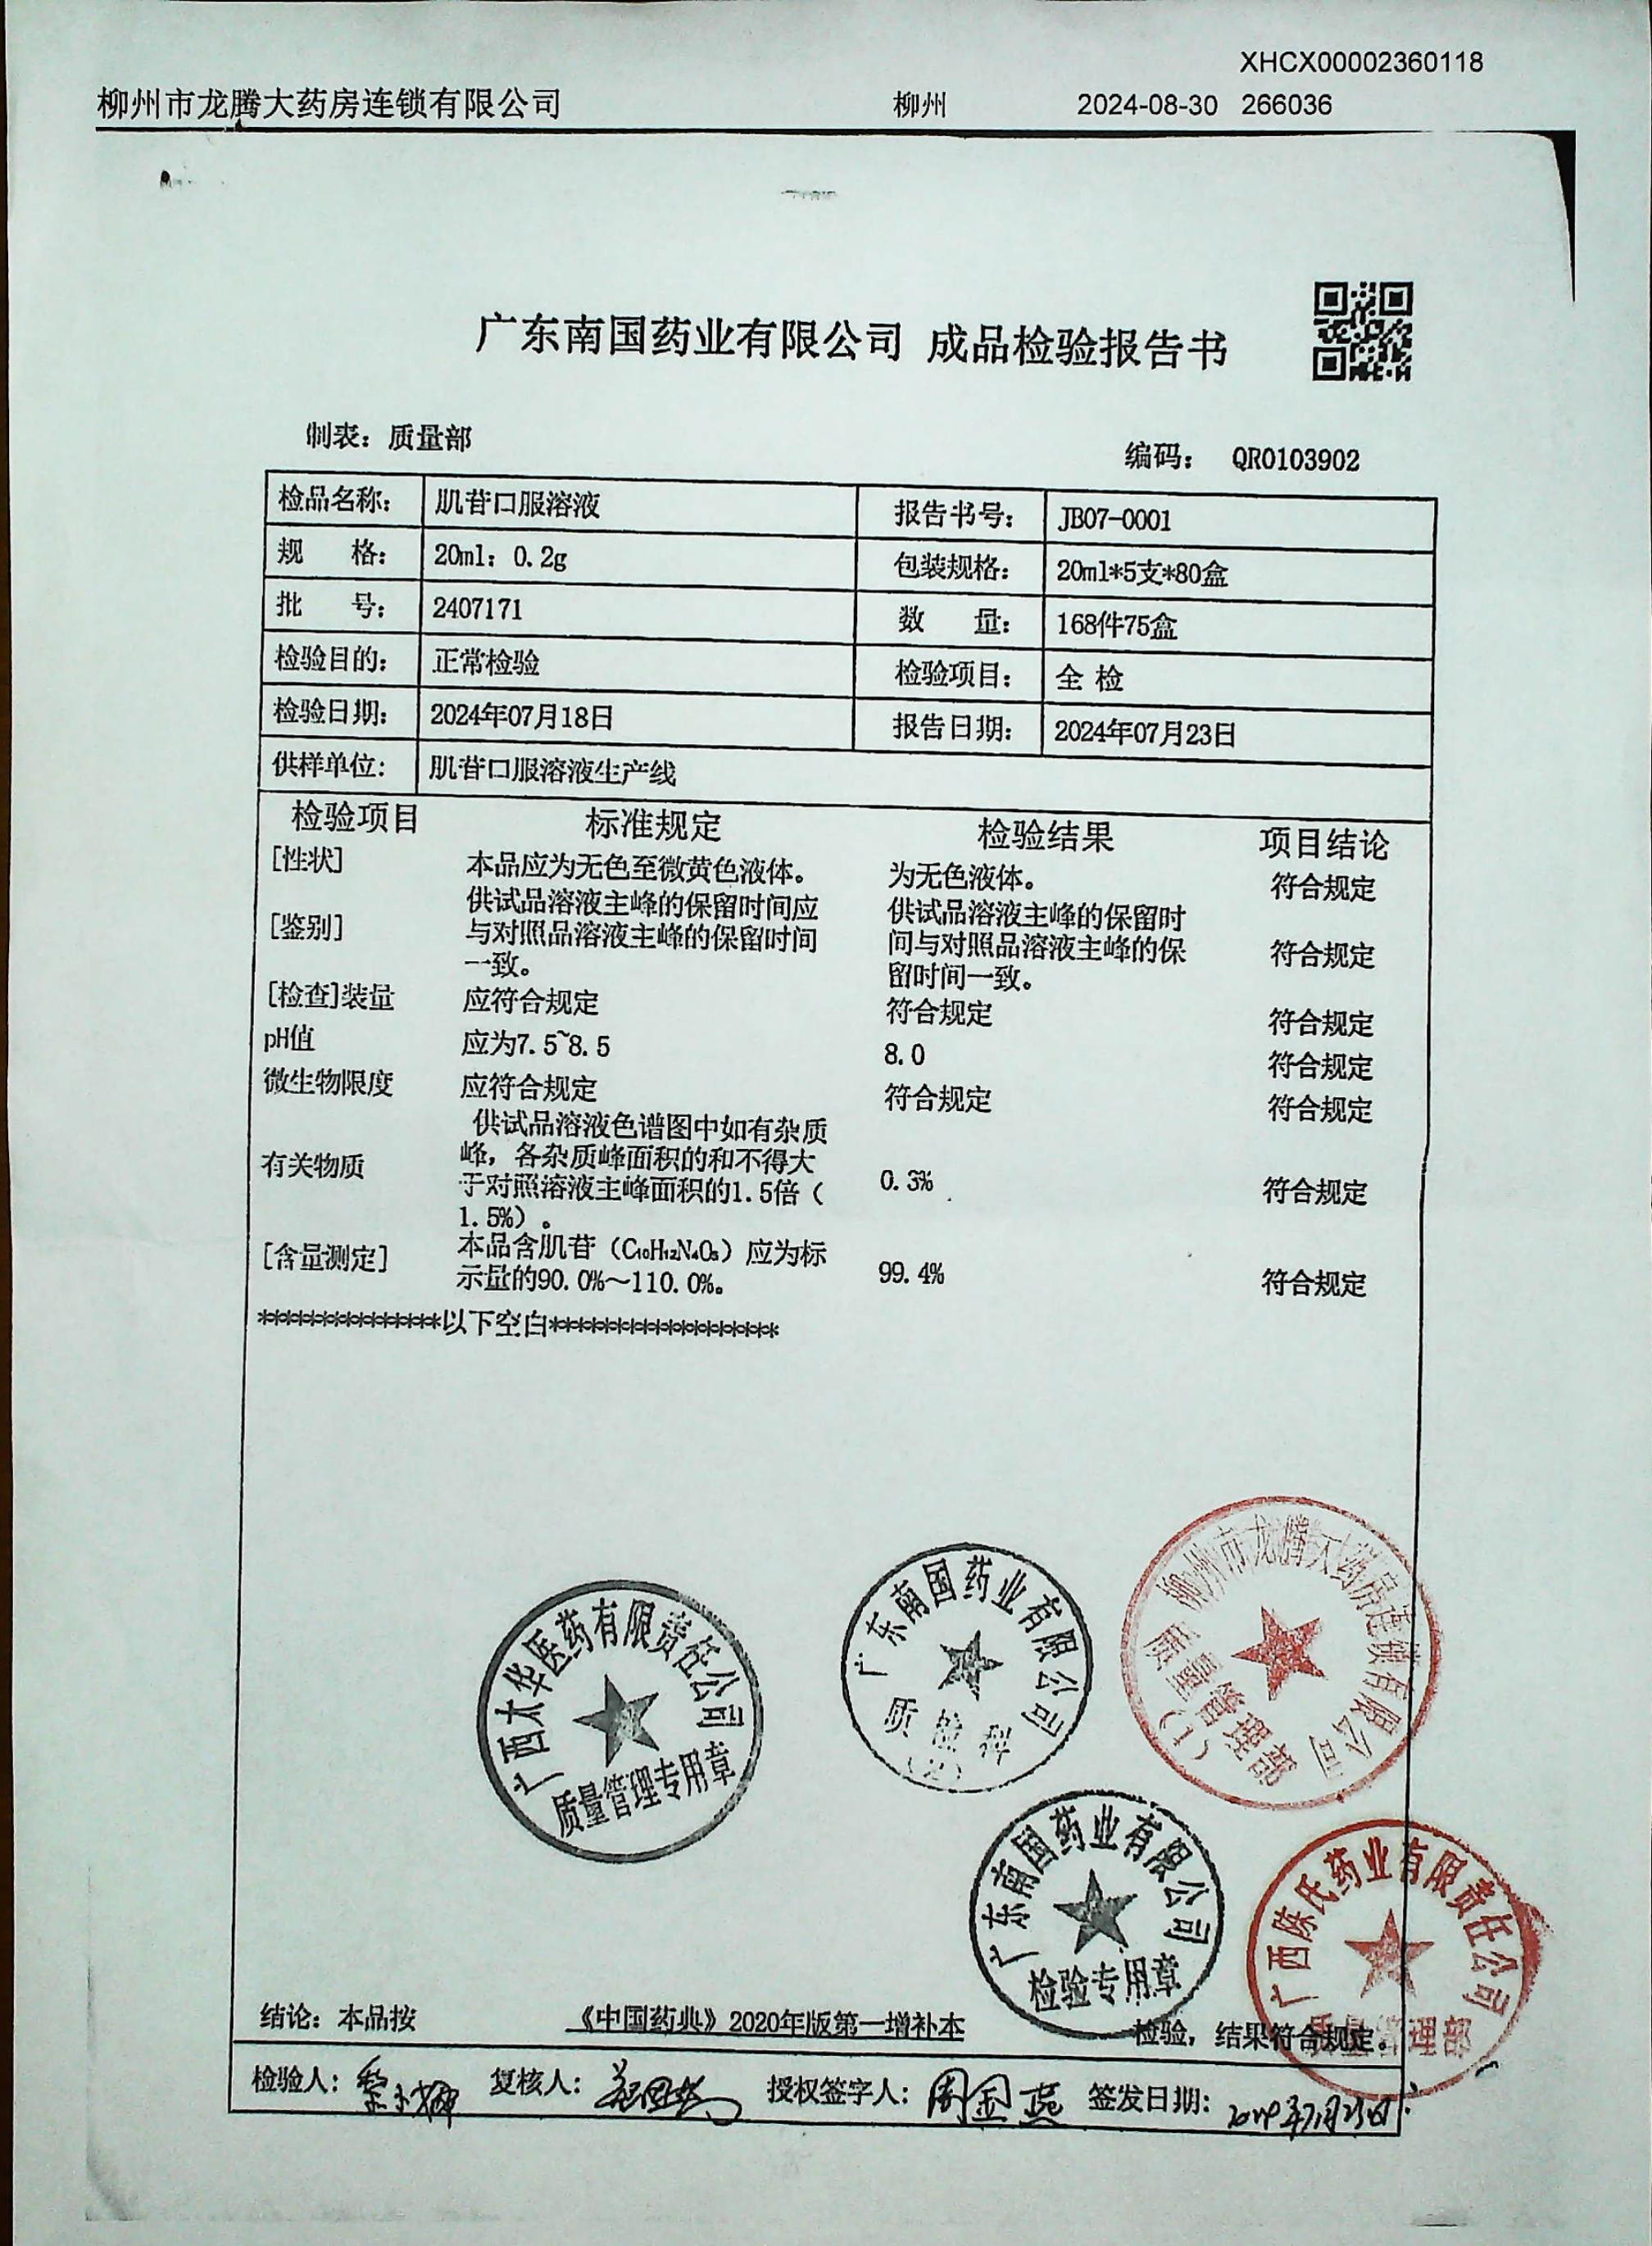 XHCX00002360118
柳州市龙腾大药房连锁有限公司 柳州 2024-08-30 266036
广东南国药业有限公司 成品检验报告书
制表：质量部 编码： QR0103902
检品名称： 肌苷口服溶液 报告书号： JB07-0001
规 格： 20ml：0.2g 包装规格： 20ml*5支*80盒
批 号： 2407171 数 量： 168件75盒
检验目的： 正常检验 检验项目： 全 检
检验日期： 2024年07月18日 报告日期： 2024年07月23日
供样单位： 肌苷口服溶液生产线
检验项目 标准规定 检验结果 项目结论
[性状] 本品应为无色至微黄色液体。 为无色液体。 符合规定
供试品溶液主峰的保留时间应 供试品溶液主峰的保留时
[鉴别] 与对照品溶液主峰的保留时间 间与对照品溶液主峰的保 符合规定
一致。 留时间一致。
[检查]装量 应符合规定 符合规定 符合规定
pH值 应为7.5~8.5 8.0 符合规定
微生物限度 应符合规定 符合规定 符合规定
供试品溶液色谱图中如有杂质
有关物质 峰，各杂质峰面积的和不得大 0.3% 符合规定
于对照溶液主峰面积的1.5倍（
1.5%）。
[含量测定] 本品含肌苷（C₁₀H₁₂N₄O₅）应为标 99.4% 符合规定
示量的90.0%～110.0%。
**************以下空白*****************
广西太华医药有限责任公司
质量管理专用章
广东南国药业有限公司
质检科
柳州市龙腾大药房连锁有限公司
质量管理部
(1)
广东南国药业有限公司
检验专用章
广西陈氏药业有限责任公司
理部
结论：本品按 《中国药典》2020年版第一增补本 检验，结果符合规定。
检验人： 复核人： 授权签字人：周金燕 签发日期：